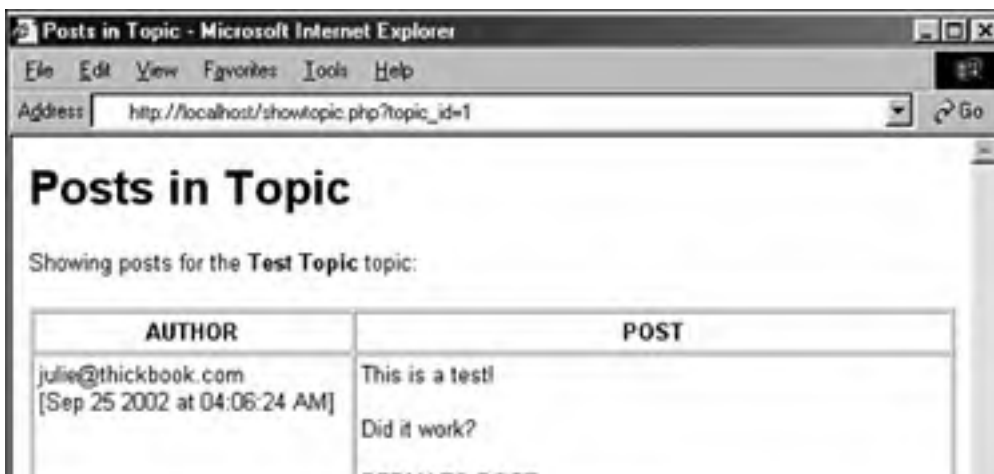 Posts in Topic - Microsoft Internet Explorer
File Edit View Favorites Tools Help
Address http://localhost/showtopic.php?topic_id=1 Go
Posts in Topic
Showing posts for the Test Topic topic:
AUTHOR POST
julie@thickbook.com This is a test!
[Sep 25 2002 at 04:06:24 AM]
Did it work?